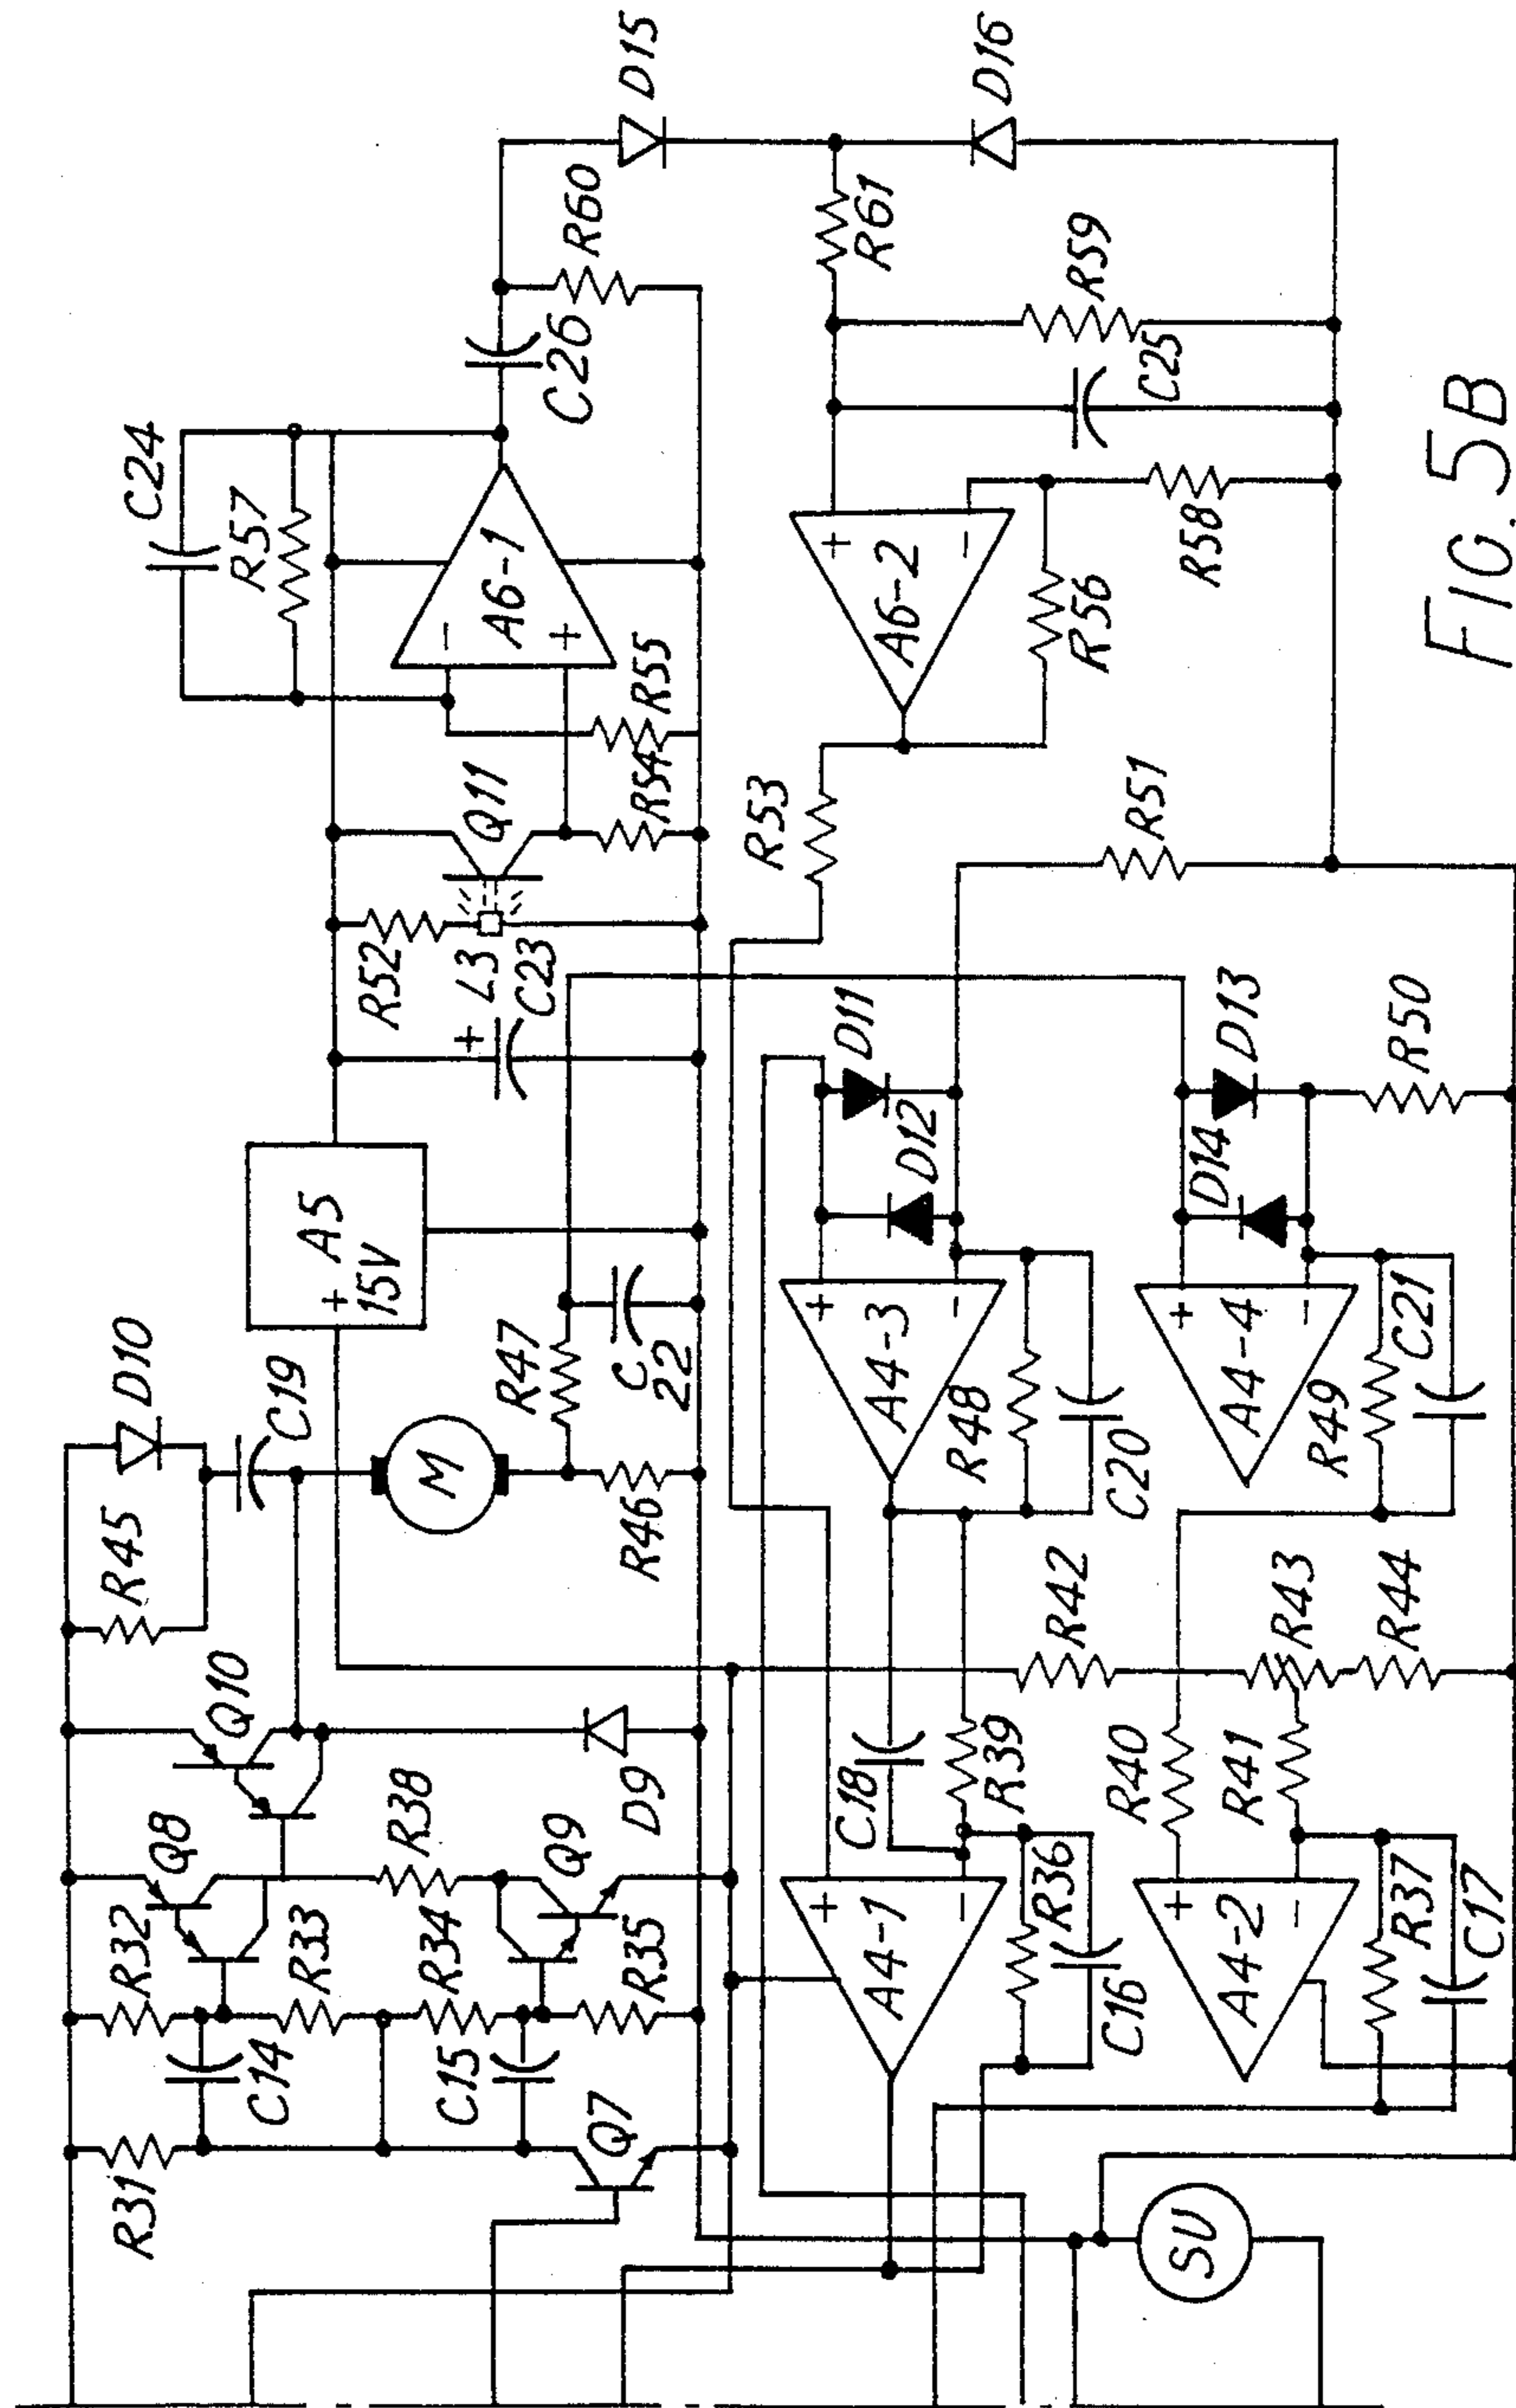 R31
R32
R33
R34
R35
C14
C15
Q7
Q8
Q9
R38
Q10
D9
R45
D10
C19
M
R46
R47
C
22
+ A5
15V
R52
+ L3
C23
Q11
R54
R55
C24
R57
-
A6-1
+
C26
R60
D15
SU
+
A4-1
-
R36
C16
C18
R39
+
A4-2
-
R37
C17
R40
R41
R42
R43
R44
+
A4-3
-
R48
C20
D11
D12
+
A4-4
-
R49
C21
D14
D13
R50
R53
R51
+
A6-2
-
R56
R58
C25
R59
R61
D16
FIG. 5B